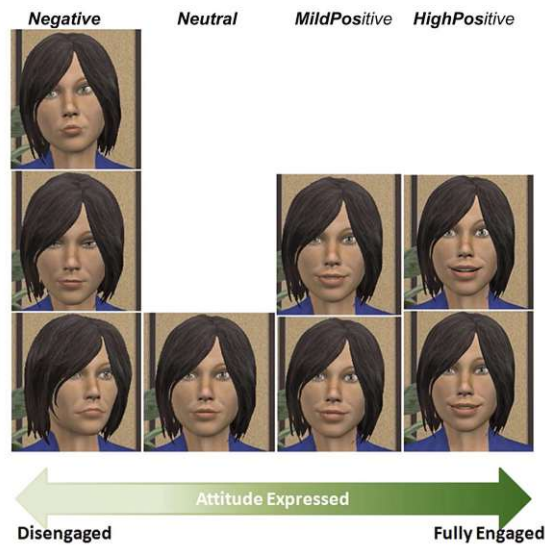 Negative Neutral MildPositive HighPositive
Attitude Expressed
Disengaged Fully Engaged